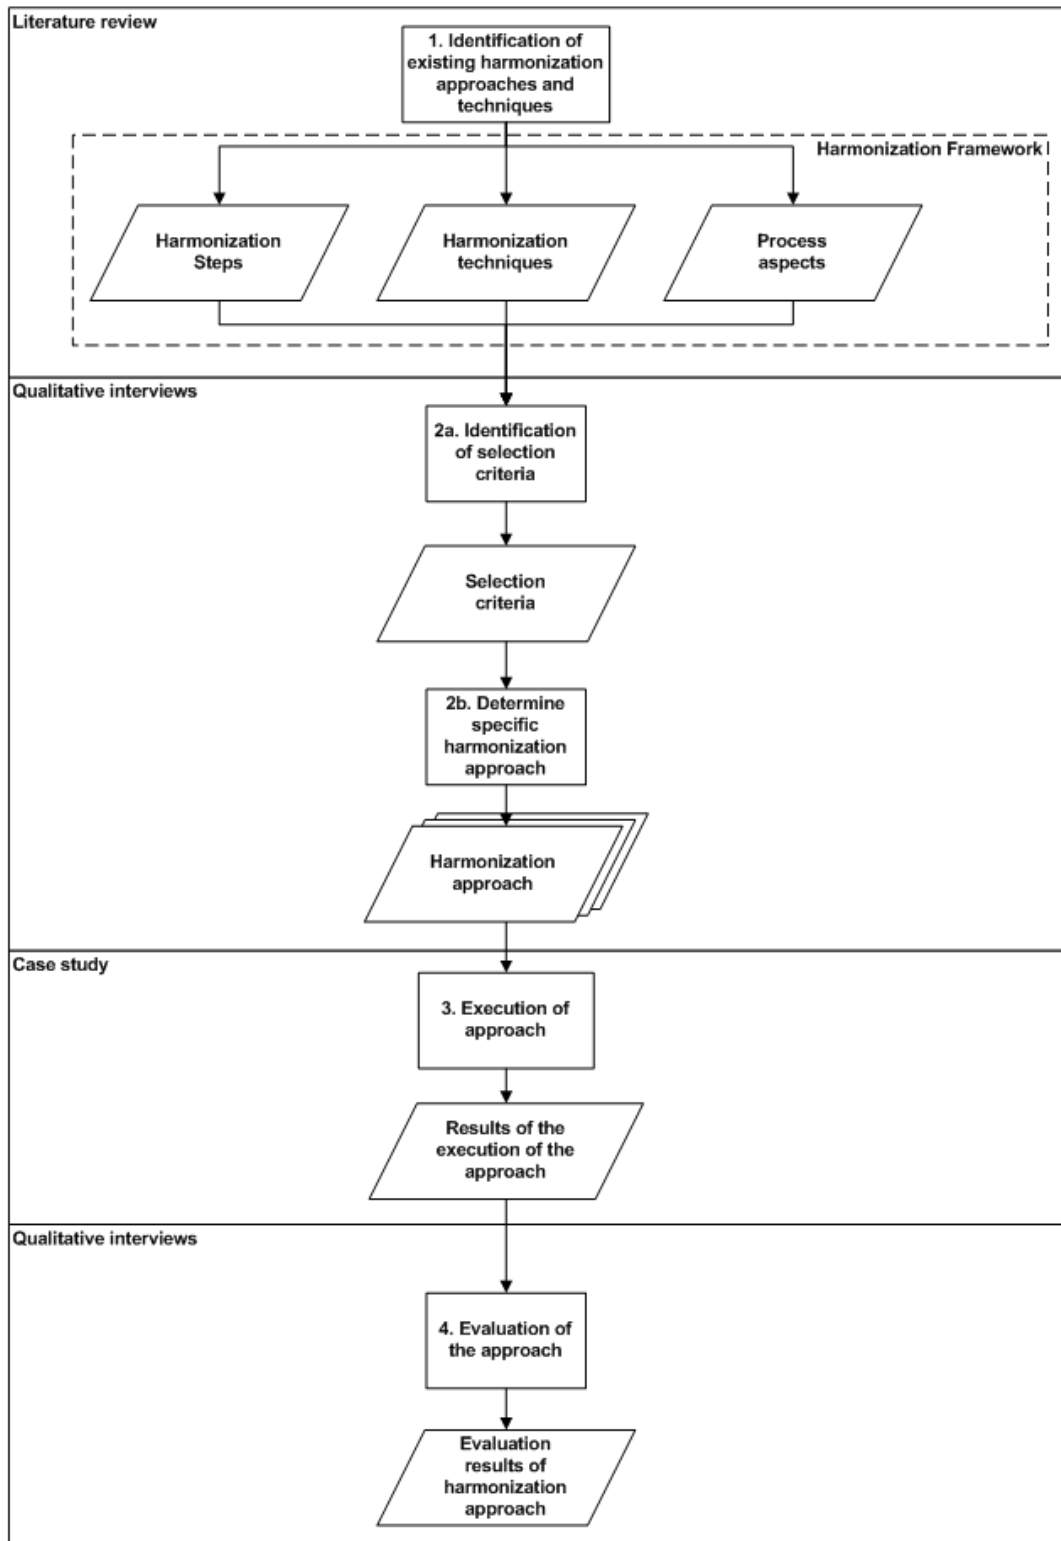 Literature review
1. Identification of
existing harmonization
approaches and
techniques
Harmonization Framework
Harmonization
Steps
Harmonization
techniques
Process
aspects
Qualitative interviews
2a. Identification
of selection
criteria
Selection
criteria
2b. Determine
specific
harmonization
approach
Harmonization
approach
Case study
3. Execution of
approach
Results of the
execution of the
approach
Qualitative interviews
4. Evaluation of
the approach
Evaluation
results of
harmonization
approach